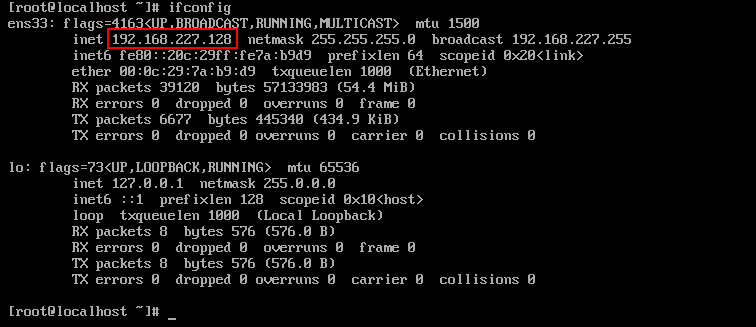 [root@localhost ~]# ifconfig
ens33: flags=4163<UP,BROADCAST,RUNNING,MULTICAST>  mtu 1500
        inet 192.168.227.128  netmask 255.255.255.0  broadcast 192.168.227.255
        inet6 fe80::20c:29ff:fe7a:b9d9  prefixlen 64  scopeid 0x20<link>
        ether 00:0c:29:7a:b9:d9  txqueuelen 1000  (Ethernet)
        RX packets 39120  bytes 57133983 (54.4 MiB)
        RX errors 0  dropped 0  overruns 0  frame 0
        TX packets 6677  bytes 445340 (434.9 KiB)
        TX errors 0  dropped 0 overruns 0  carrier 0  collisions 0
lo: flags=73<UP,LOOPBACK,RUNNING>  mtu 65536
        inet 127.0.0.1  netmask 255.0.0.0
        inet6 ::1  prefixlen 128  scopeid 0x10<host>
        loop  txqueuelen 1000  (Local Loopback)
        RX packets 8  bytes 576 (576.0 B)
        RX errors 0  dropped 0  overruns 0  frame 0
        TX packets 8  bytes 576 (576.0 B)
        TX errors 0  dropped 0 overruns 0  carrier 0  collisions 0
[root@localhost ~]# _